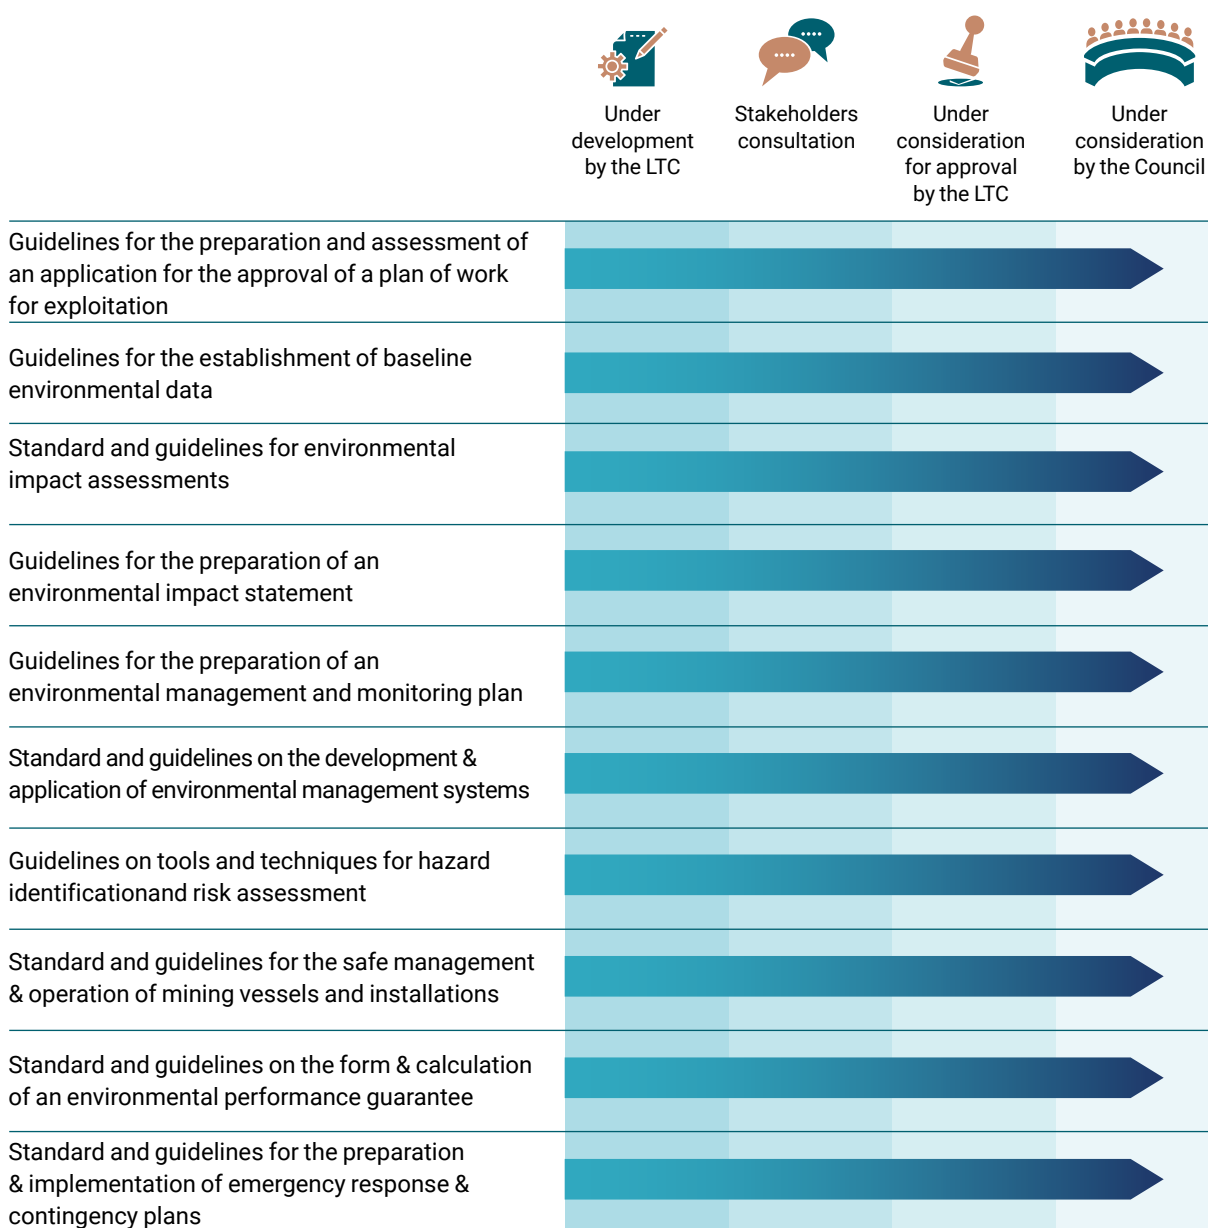 Under
development
by the LTC
Stakeholders
consultation
Under
consideration
for approval
by the LTC
Under
consideration
by the Council
Guidelines for the preparation and assessment of
an application for the approval of a plan of work
for exploitation
Guidelines for the establishment of baseline
environmental data
Standard and guidelines for environmental
impact assessments
Guidelines for the preparation of an
environmental impact statement
Guidelines for the preparation of an
environmental management and monitoring plan
Standard and guidelines on the development &
application of environmental management systems
Guidelines on tools and techniques for hazard
identificationand risk assessment
Standard and guidelines for the safe management
& operation of mining vessels and installations
Standard and guidelines on the form & calculation
of an environmental performance guarantee
Standard and guidelines for the preparation
& implementation of emergency response &
contingency plans